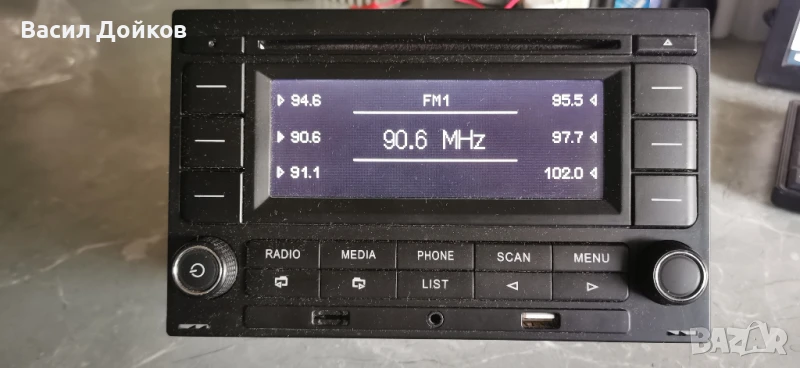 Васил Дойков
94.6 FM1 95.5
90.6 90.6 MHz 97.7
91.1 102.0
RADIO MEDIA PHONE SCAN MENU
LIST
BAZAR